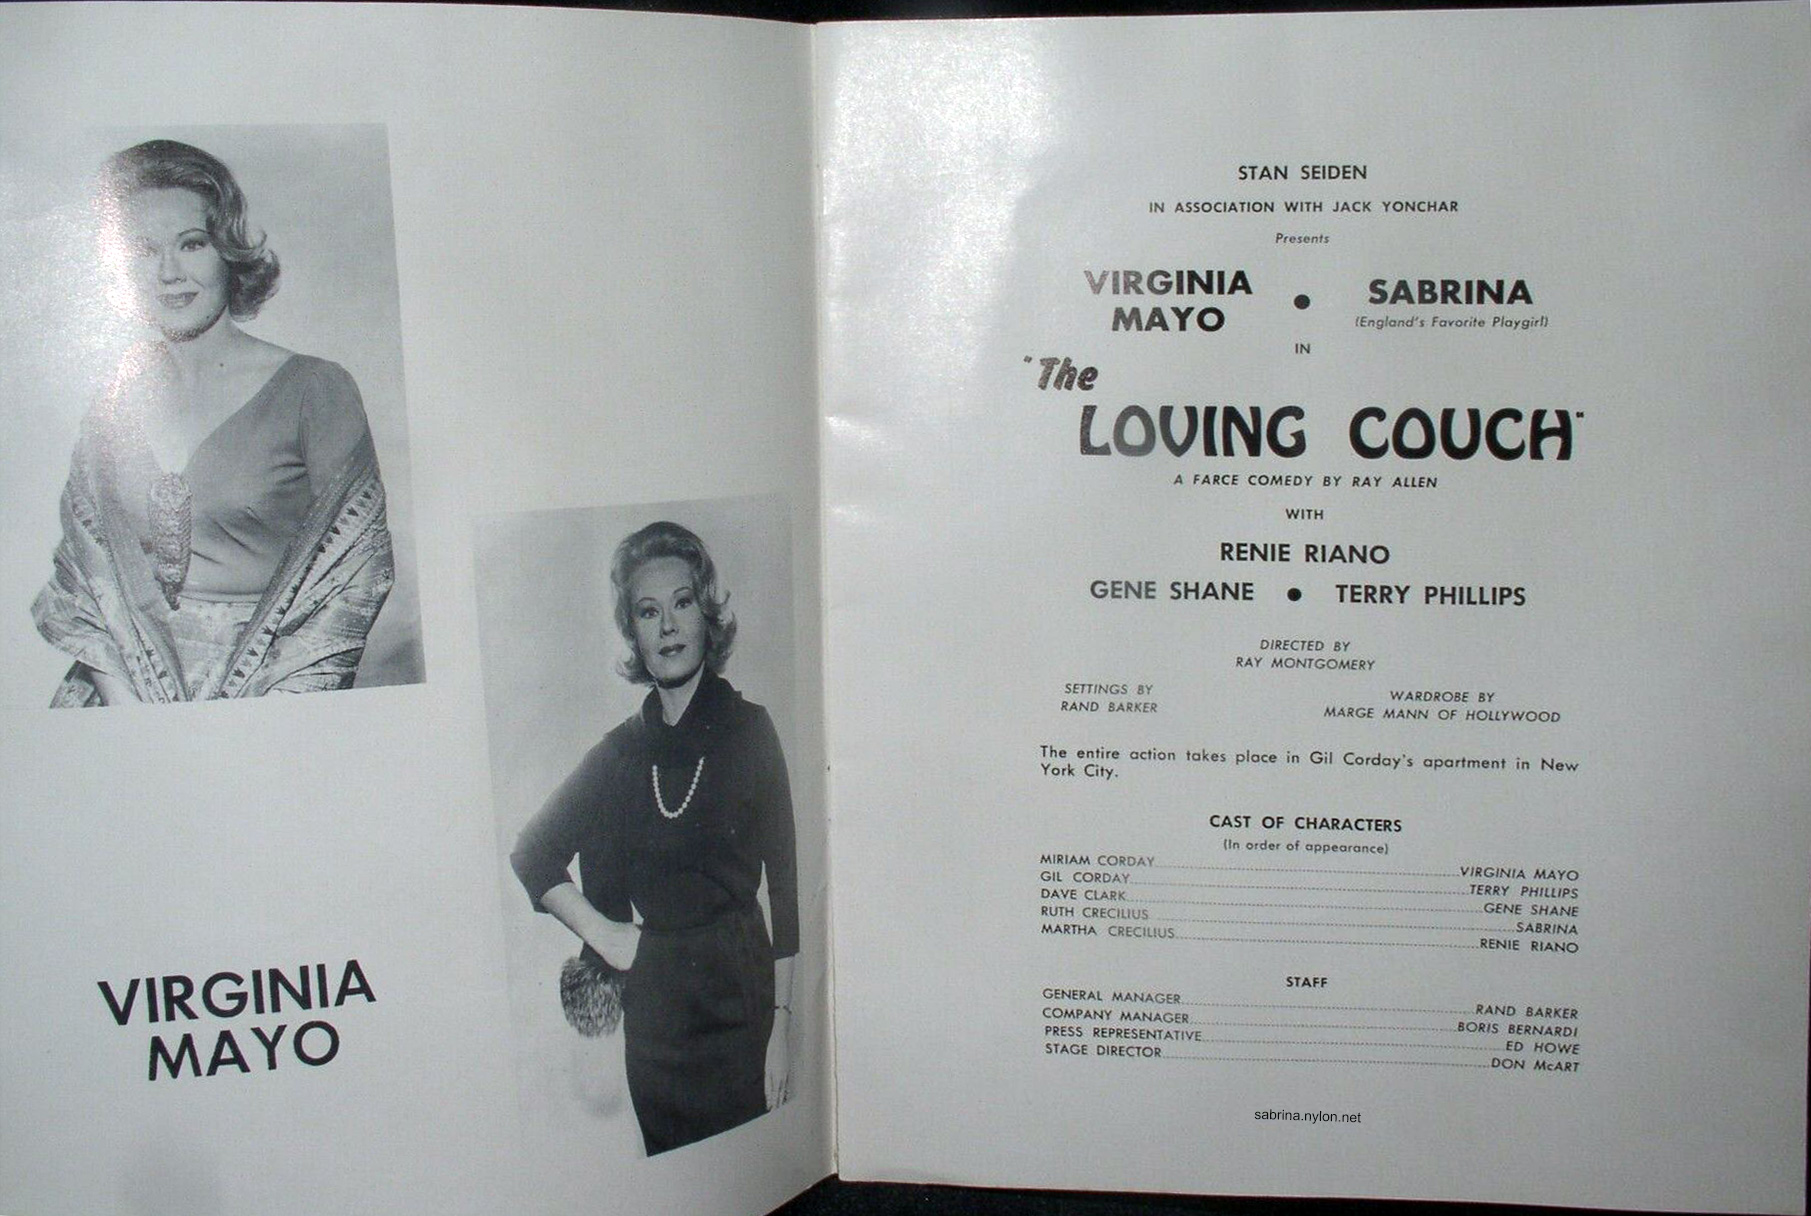 VIRGINIA
MAYO
STAN SEIDEN
IN ASSOCIATION WITH JACK YONCHAR
Presents
VIRGINIA
MAYO
•
SABRINA
(England's Favorite Playgirl)
IN
"The
LOVING COUCH"
A FARCE COMEDY BY RAY ALLEN
WITH
RENIE RIANO
GENE SHANE • TERRY PHILLIPS
DIRECTED BY
RAY MONTGOMERY
SETTINGS BY
RAND BARKER
WARDROBE BY
MARGE MANN OF HOLLYWOOD
The entire action takes place in Gil Corday's apartment in New
York City.
CAST OF CHARACTERS
(In order of appearance)
MIRIAM CORDAY VIRGINIA MAYO
GIL CORDAY TERRY PHILLIPS
DAVE CLARK GENE SHANE
RUTH CRECILIUS SABRINA
MARTHA CRECILIUS RENIE RIANO
STAFF
GENERAL MANAGER RAND BARKER
COMPANY MANAGER BORIS BERNARDI
PRESS REPRESENTATIVE ED HOWE
STAGE DIRECTOR DON McART
sabrina.nylon.net